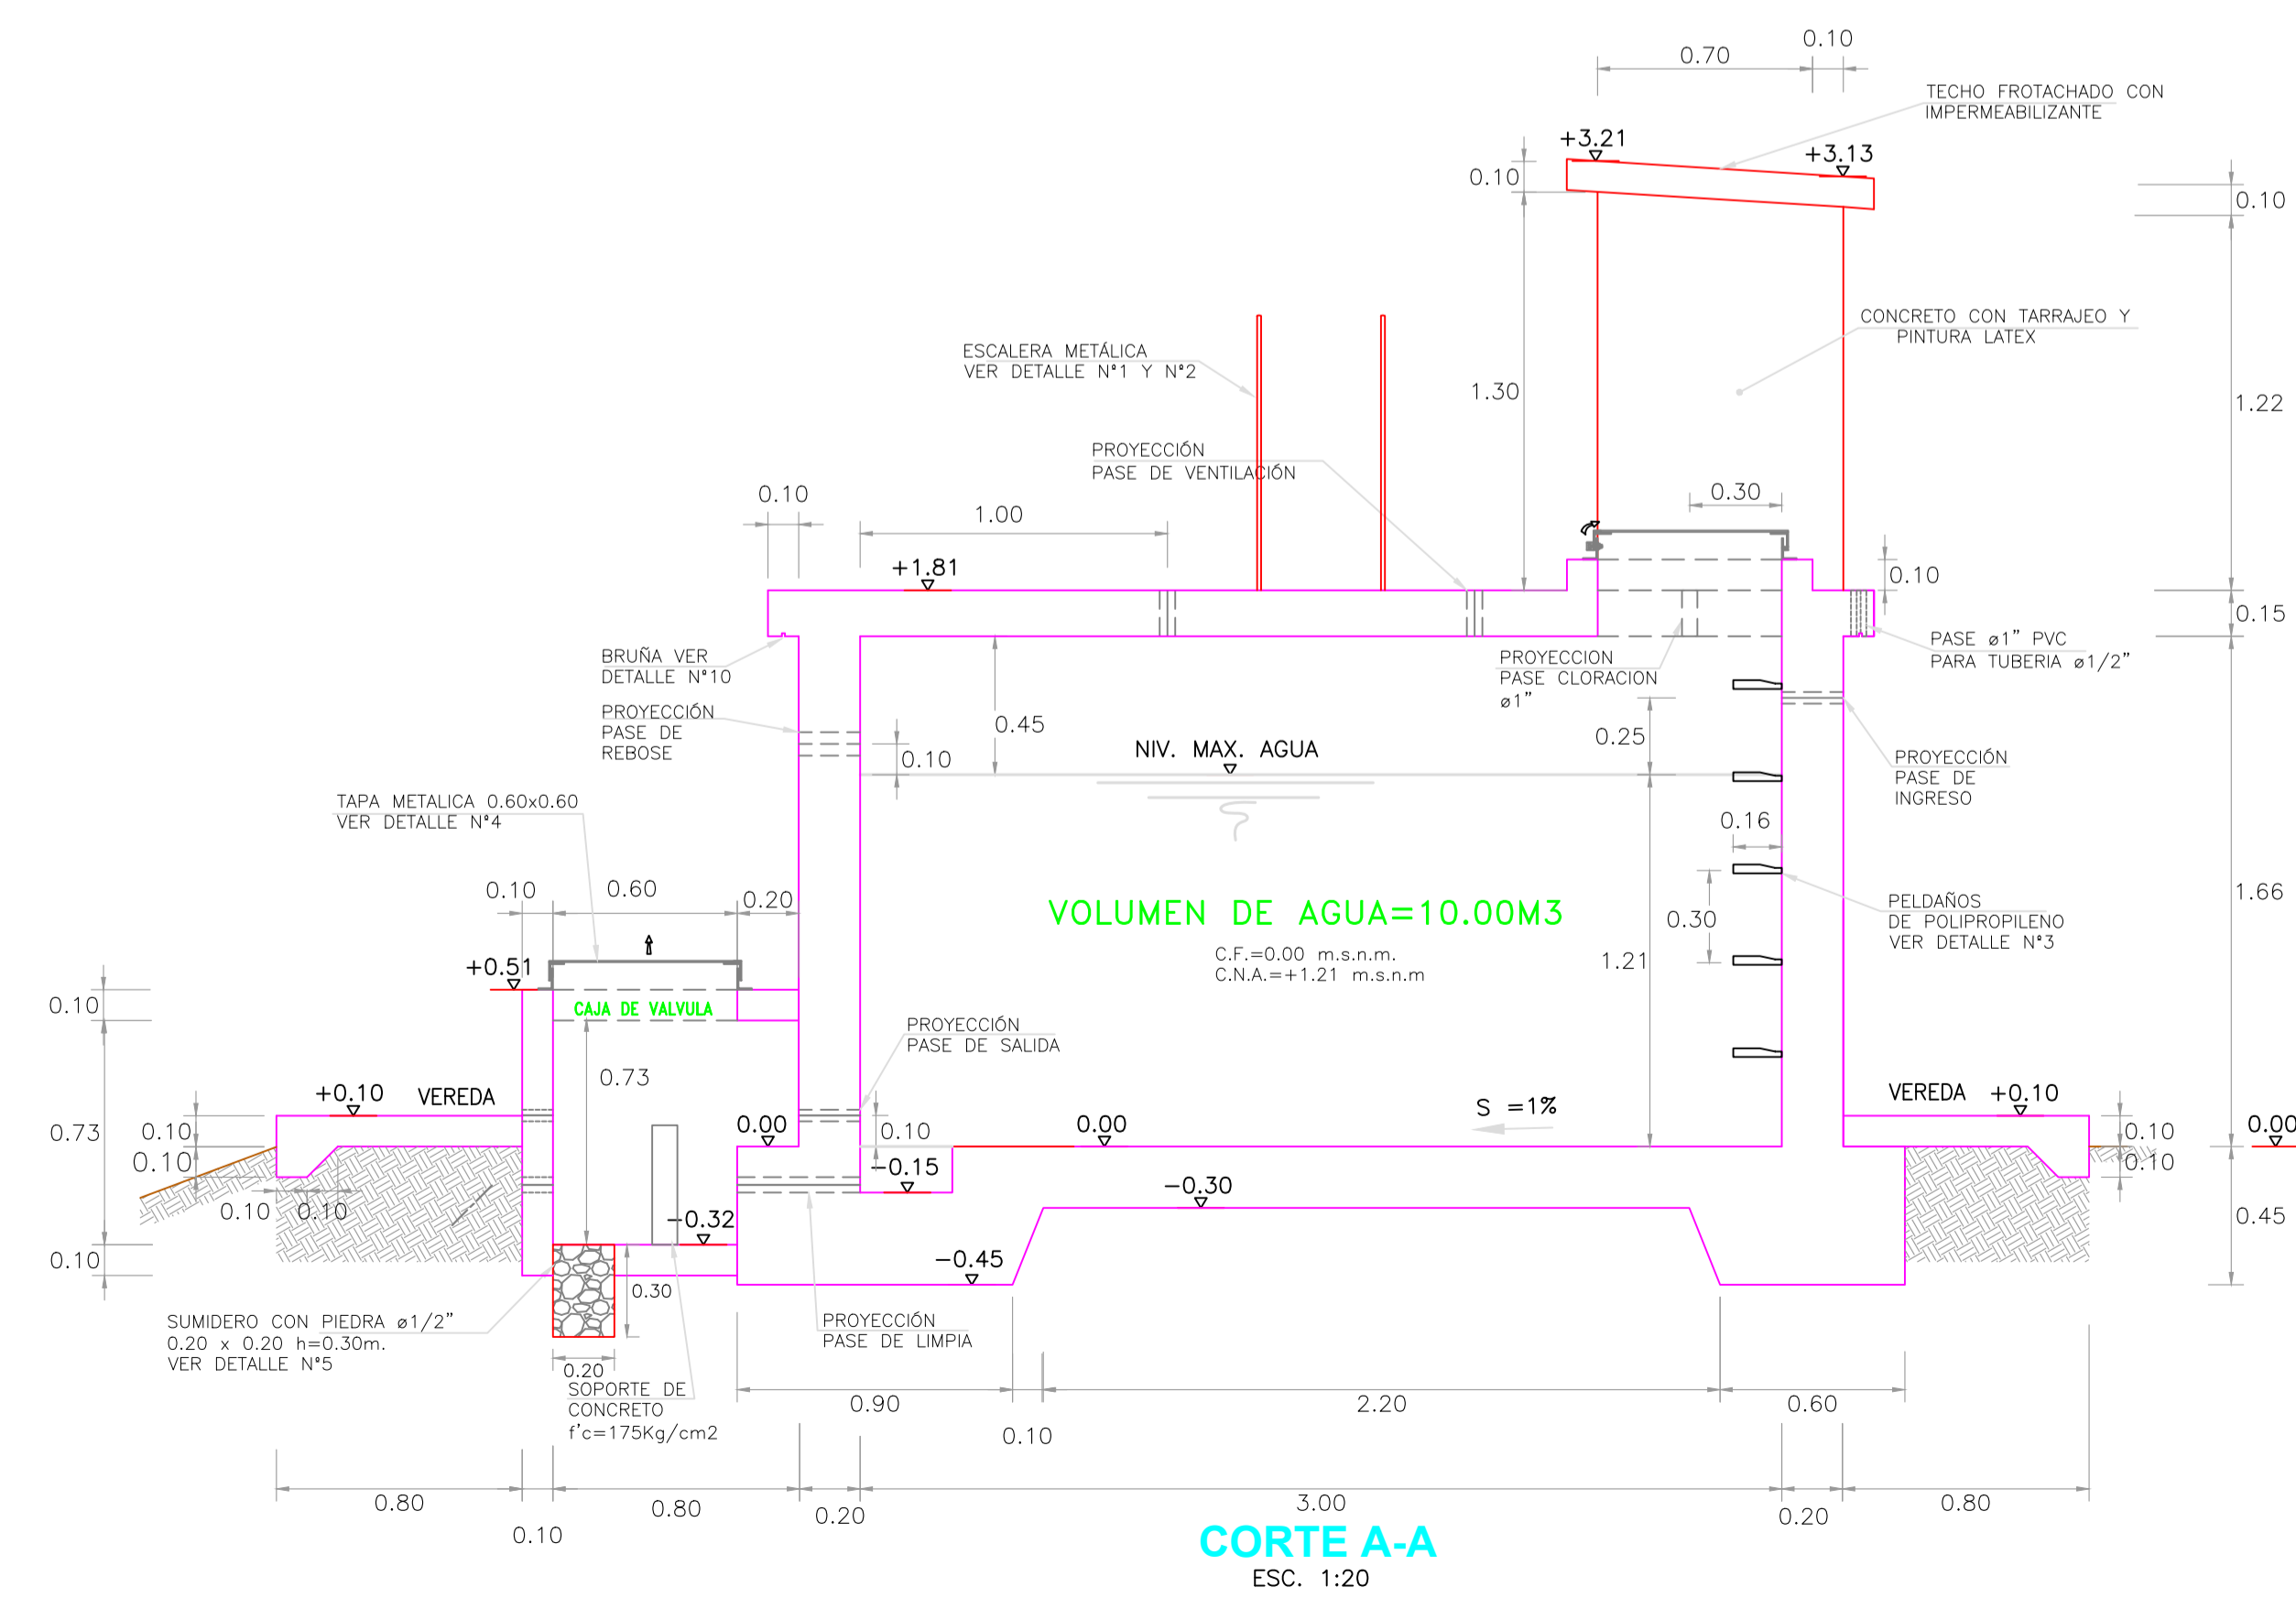 0.10
0.70
TECHO FROTACHADO CON
IMPERMEABILIZANTE
+3.21
+3.13
0.10
0.10
CONCRETO CON TARRAJEO Y
PINTURA LATEX
ESCALERA METÁLICA
VER DETALLE N°1 Y N°2
1.30
1.22
PROYECCIÓN
PASE DE VENTILACIÓN
0.10
0.30
1.00
+1.81
0.10
0.15
BRUÑA VER
DETALLE N°10
PROYECCION
PASE CLORACION
ø1"
PASE ø1" PVC
PARA TUBERIA ø1/2"
PROYECCIÓN
PASE DE
REBOSE
0.45
0.10
NIV. MAX. AGUA
0.25
PROYECCIÓN
PASE DE
INGRESO
TAPA METALICA 0.60x0.60
VER DETALLE N°4
0.16
0.10
0.60
0.20
VOLUMEN DE AGUA=10.00M3
C.F.=0.00 m.s.n.m.
C.N.A.=+1.21 m.s.n.m
0.30
1.21
PELDAÑOS
DE POLIPROPILENO
VER DETALLE N°3
1.66
+0.51
0.10
CAJA DE VALVULA
PROYECCIÓN
PASE DE SALIDA
0.73
+0.10
VEREDA
0.73
0.10
0.10
0.00
0.10
0.00
S =1%
VEREDA
+0.10
0.10
0.10
0.00
-0.15
-0.30
0.10
0.10
-0.32
0.45
0.10
-0.45
0.30
SUMIDERO CON PIEDRA ø1/2"
0.20 x 0.20 h=0.30m.
VER DETALLE N°5
PROYECCIÓN
PASE DE LIMPIA
0.20
SOPORTE DE
CONCRETO
f'c=175Kg/cm2
0.90
0.10
2.20
0.60
0.80
0.10
0.80
0.20
3.00
0.20
0.80
CORTE A-A
ESC. 1:20